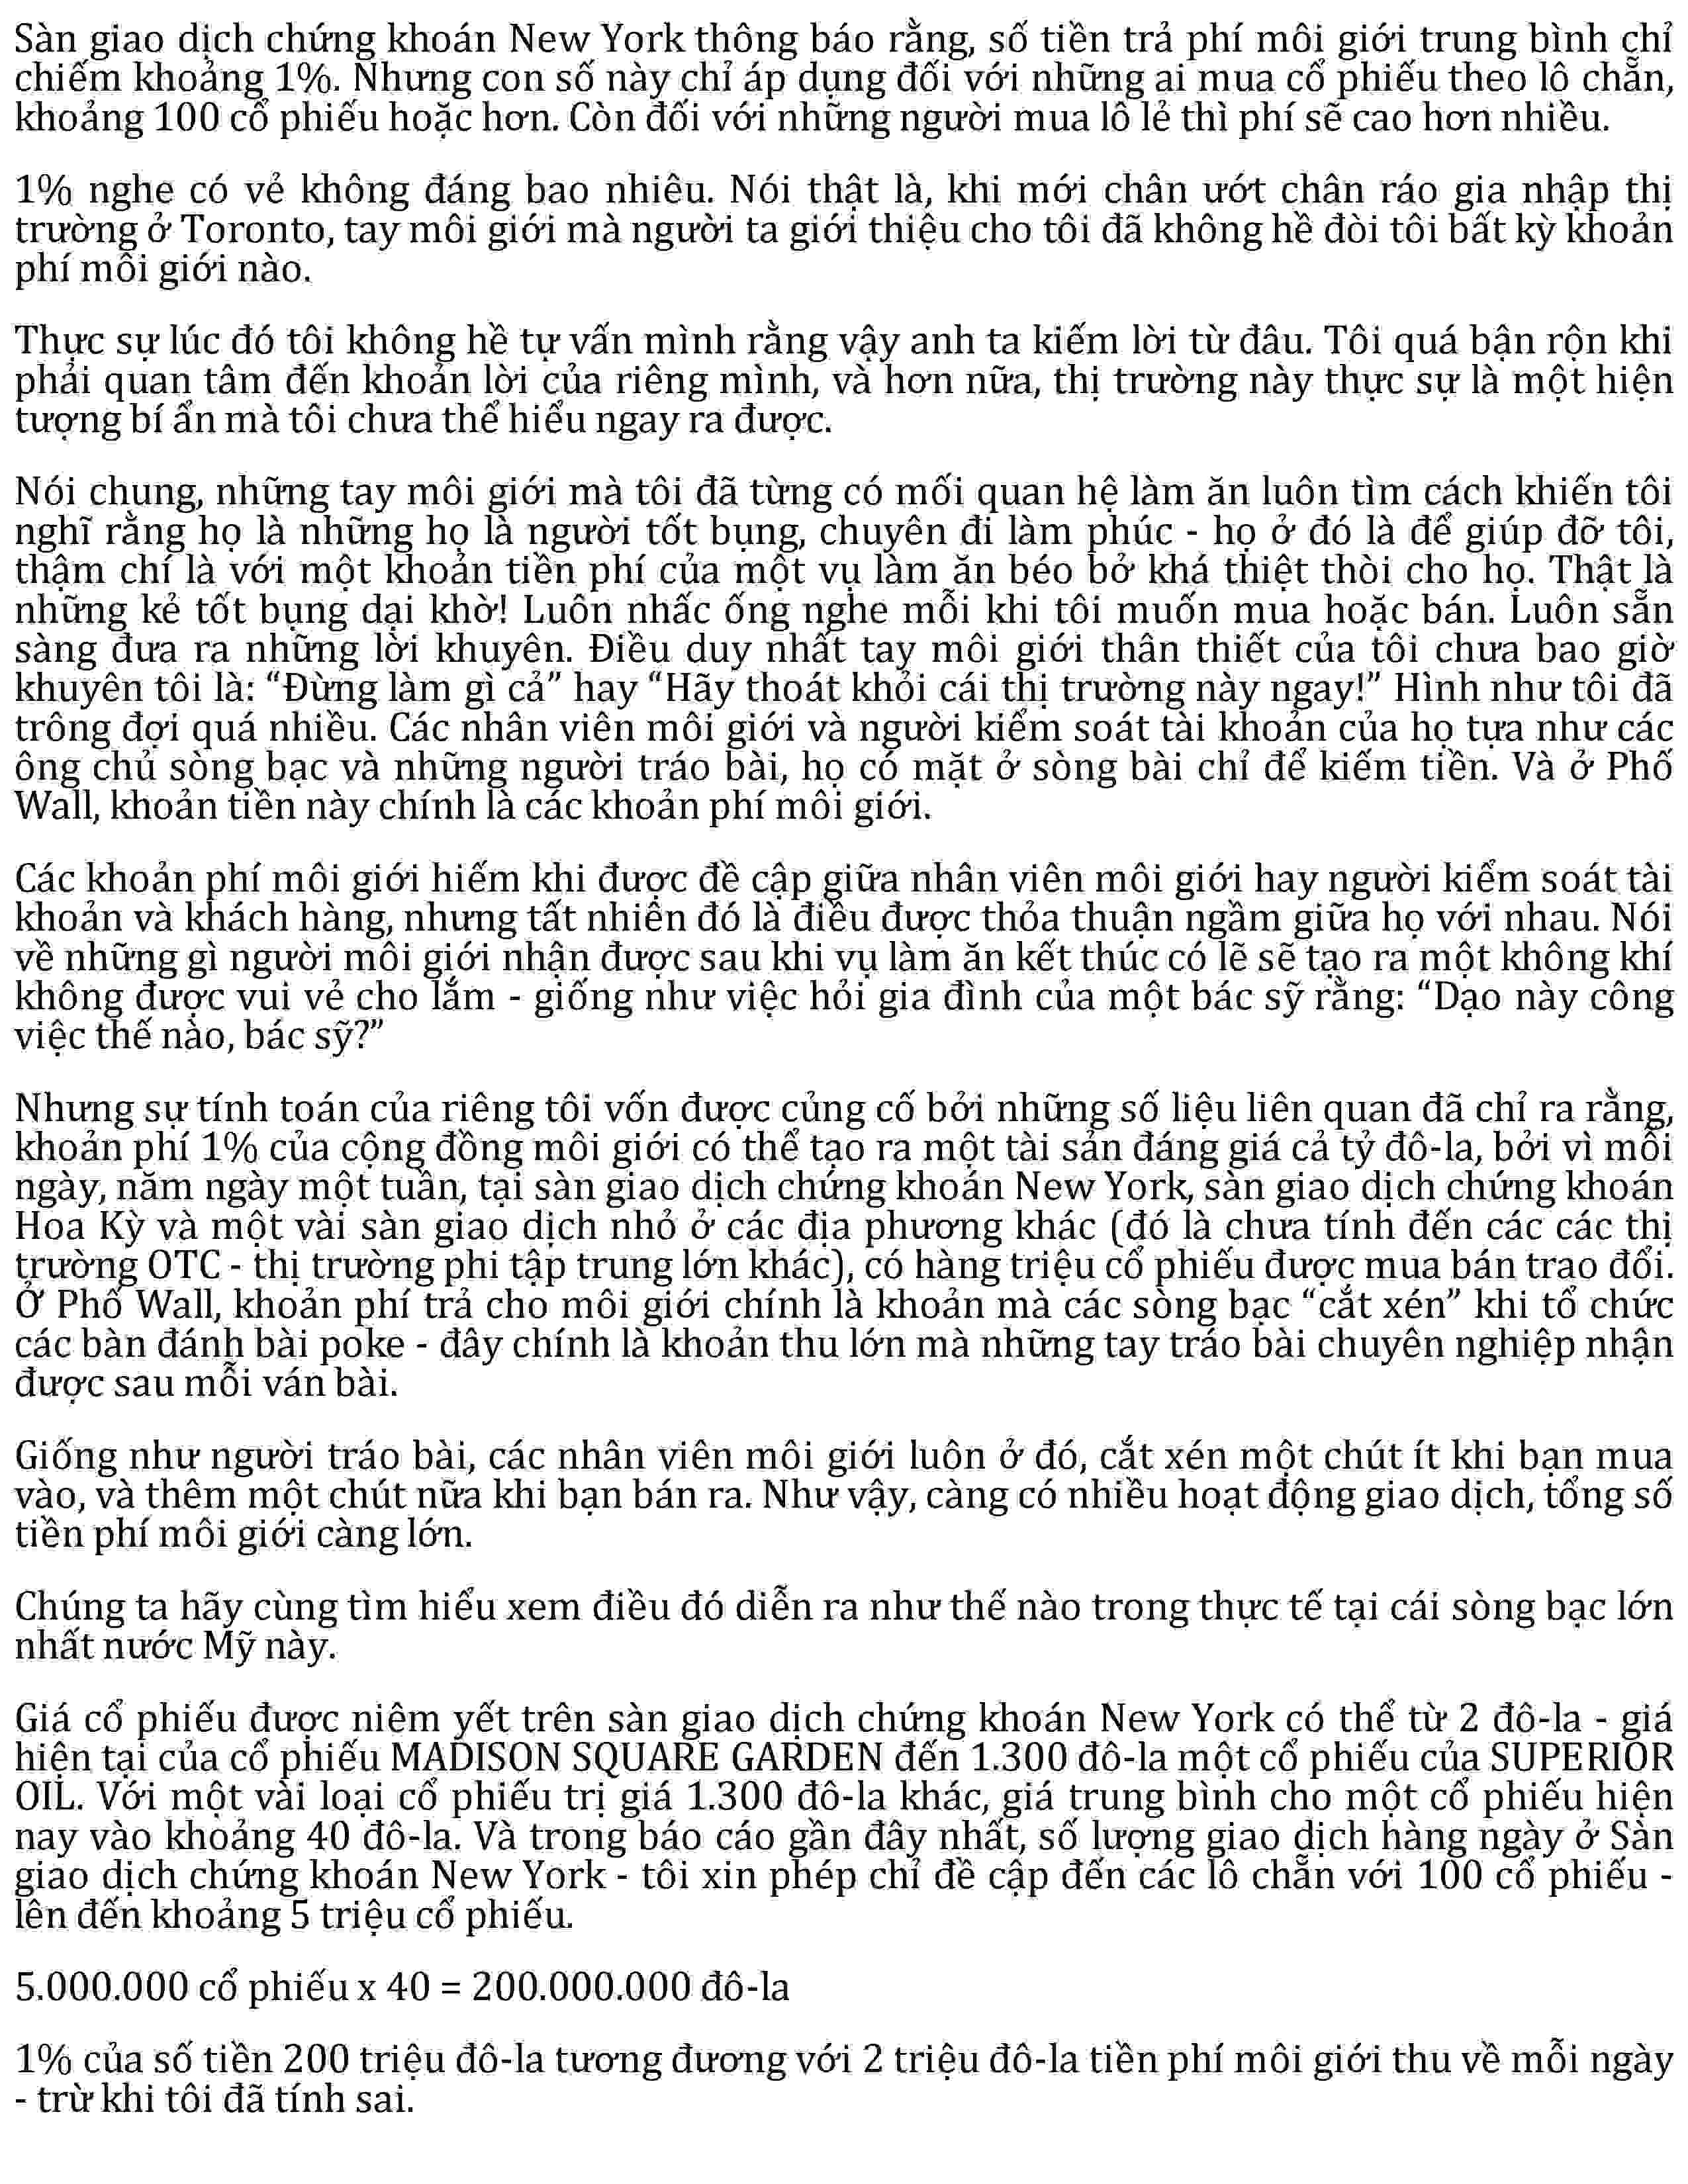 Sàn giao dịch chứng khoán New York thông báo rằng, số tiền trả phí môi giới trung bình chỉ
chiếm khoảng 1%. Nhưng con số này chỉ áp dụng đối với những ai mua cổ phiếu theo lô chẵn,
khoảng 100 cổ phiếu hoặc hơn. Còn đối với những người mua lô lẻ thì phí sẽ cao hơn nhiều.
1% nghe có vẻ không đáng bao nhiêu. Nói thật là, khi mới chân ướt chân ráo gia nhập thị
trường ở Toronto, tay môi giới mà người ta giới thiệu cho tôi đã không hề đòi tôi bất kỳ khoản
phí môi giới nào.
Thực sự lúc đó tôi không hề tự vấn mình rằng vậy anh ta kiếm lời từ đâu. Tôi quá bận rộn khi
phải quan tâm đến khoản lời của riêng mình, và hơn nữa, thị trường này thực sự là một hiện
tượng bí ẩn mà tôi chưa thể hiểu ngay ra được.
Nói chung, những tay môi giới mà tôi đã từng có mối quan hệ làm ăn luôn tìm cách khiến tôi
nghĩ rằng họ là những họ là người tốt bụng, chuyên đi làm phúc - họ ở đó là để giúp đỡ tôi,
thậm chí là với một khoản tiền phí của một vụ làm ăn béo bở khá thiệt thòi cho họ. Thật là
những kẻ tốt bụng dại khờ! Luôn nhấc ống nghe mỗi khi tôi muốn mua hoặc bán. Luôn sẵn
sàng đưa ra những lời khuyên. Điều duy nhất tay môi giới thân thiết của tôi chưa bao giờ
khuyên tôi là: “Đừng làm gì cả” hay “Hãy thoát khỏi cái thị trường này ngay!” Hình như tôi đã
trông đợi quá nhiều. Các nhân viên môi giới và người kiểm soát tài khoản của họ tựa như các
ông chủ sòng bạc và những người tráo bài, họ có mặt ở sòng bài chỉ để kiếm tiền. Và ở Phố
Wall, khoản tiền này chính là các khoản phí môi giới.
Các khoản phí môi giới hiếm khi được đề cập giữa nhân viên môi giới hay người kiểm soát tài
khoản và khách hàng, nhưng tất nhiên đó là điều được thỏa thuận ngầm giữa họ với nhau. Nói
về những gì người môi giới nhận được sau khi vụ làm ăn kết thúc có lẽ sẽ tạo ra một không khí
không được vui vẻ cho lắm - giống như việc hỏi gia đình của một bác sỹ rằng: “Dạo này công
việc thế nào, bác sỹ?”
Nhưng sự tính toán của riêng tôi vốn được củng cố bởi những số liệu liên quan đã chỉ ra rằng,
khoản phí 1% của cộng đồng môi giới có thể tạo ra một tài sản đáng giá cả tỷ đô-la, bởi vì mỗi
ngày, năm ngày một tuần, tại sàn giao dịch chứng khoán New York, sàn giao dịch chứng khoán
Hoa Kỳ và một vài sàn giao dịch nhỏ ở các địa phương khác (đó là chưa tính đến các các thị
trường OTC - thị trường phi tập trung lớn khác), có hàng triệu cổ phiếu được mua bán trao đổi.
Ở Phố Wall, khoản phí trả cho môi giới chính là khoản mà các sòng bạc “cắt xén” khi tổ chức
các bàn đánh bài poke - đây chính là khoản thu lớn mà những tay tráo bài chuyên nghiệp nhận
được sau mỗi ván bài.
Giống như người tráo bài, các nhân viên môi giới luôn ở đó, cắt xén một chút ít khi bạn mua
vào, và thêm một chút nữa khi bạn bán ra. Như vậy, càng có nhiều hoạt động giao dịch, tổng số
tiền phí môi giới càng lớn.
Chúng ta hãy cùng tìm hiểu xem điều đó diễn ra như thế nào trong thực tế tại cái sòng bạc lớn
nhất nước Mỹ này.
Giá cổ phiếu được niêm yết trên sàn giao dịch chứng khoán New York có thể từ 2 đô-la - giá
hiện tại của cổ phiếu MADISON SQUARE GARDEN đến 1.300 đô-la một cổ phiếu của SUPERIOR
OIL. Với một vài loại cổ phiếu trị giá 1.300 đô-la khác, giá trung bình cho một cổ phiếu hiện
nay vào khoảng 40 đô-la. Và trong báo cáo gần đây nhất, số lượng giao dịch hàng ngày ở Sàn
giao dịch chứng khoán New York - tôi xin phép chỉ đề cập đến các lô chẵn với 100 cổ phiếu -
lên đến khoảng 5 triệu cổ phiếu.
5.000.000 cổ phiếu x 40 = 200.000.000 đô-la
1% của số tiền 200 triệu đô-la tương đương với 2 triệu đô-la tiền phí môi giới thu về mỗi ngày
- trừ khi tôi đã tính sai.